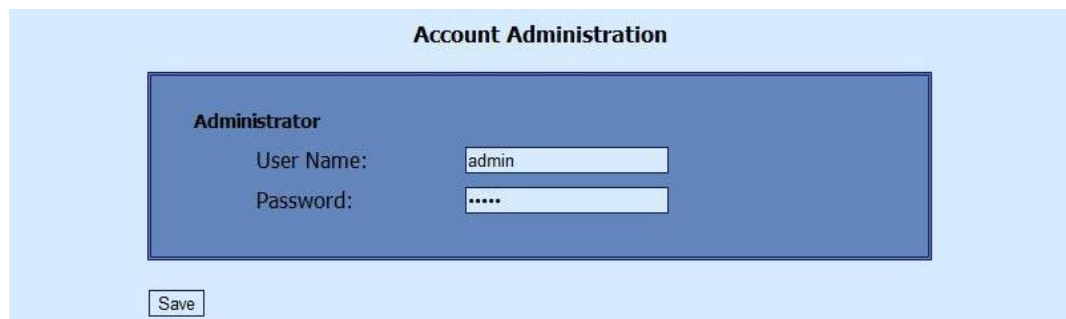 Account Administration
Administrator
User Name: admin
Password: •••••
Save